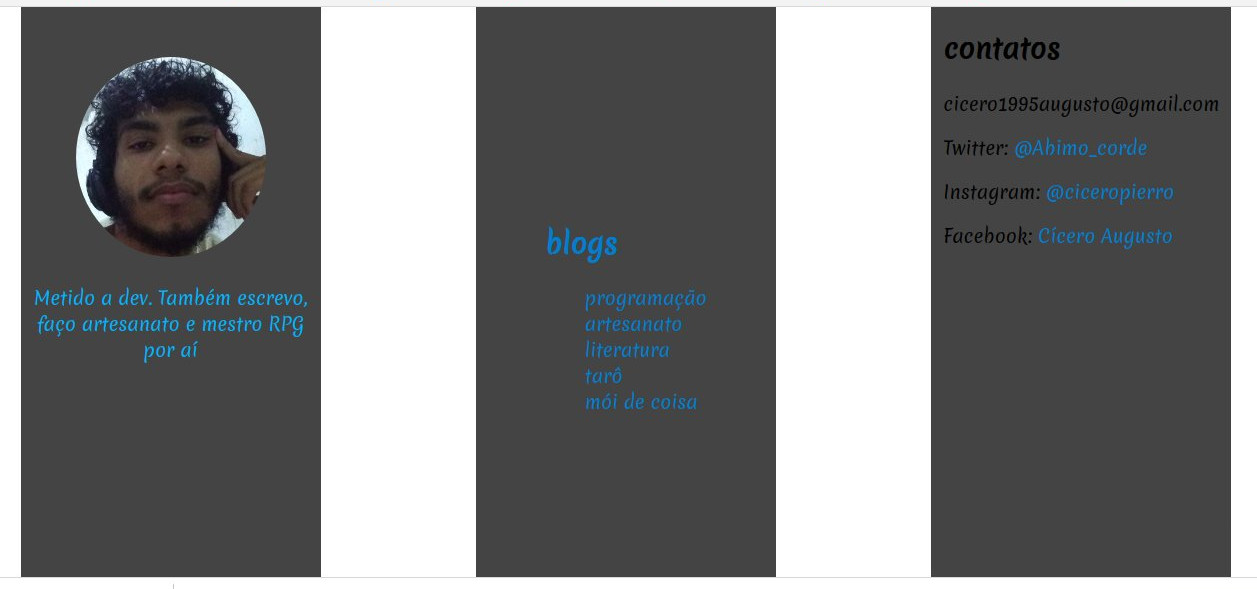 Metido a dev. Também escrevo,
faço artesanato e mestro RPG
por aí
blogs
programação
artesanato
literatura
tarô
mói de coisa
contatos
cicero1995augusto@gmail.com
Twitter: @Abimo_corde
Instagram: @ciceropierro
Facebook: Cícero Augusto